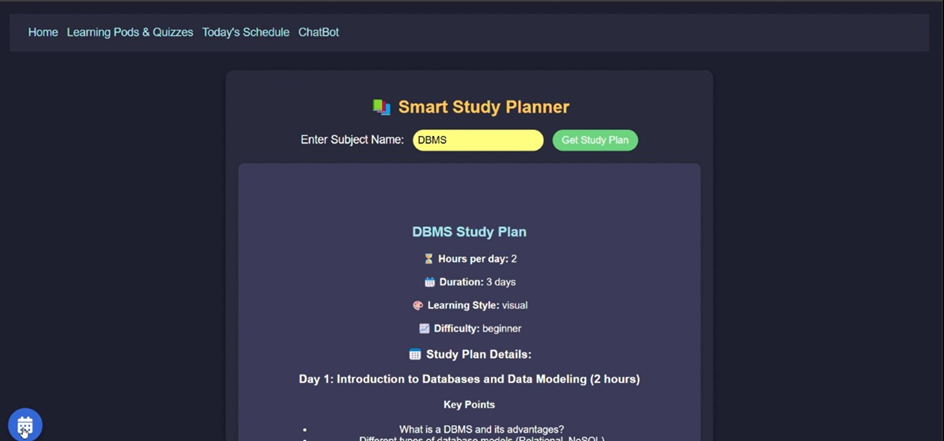 Home Learning Pods & Quizzes Today's Schedule ChatBot
Smart Study Planner
Enter Subject Name: DBMS Get Study Plan
DBMS Study Plan
Hours per day: 2
Duration: 3 days
Learning Style: visual
Difficulty: beginner
Study Plan Details:
Day 1: Introduction to Databases and Data Modeling (2 hours)
Key Points
• What is a DBMS and its advantages?
• Different types of database models (Relational, NoSQL)